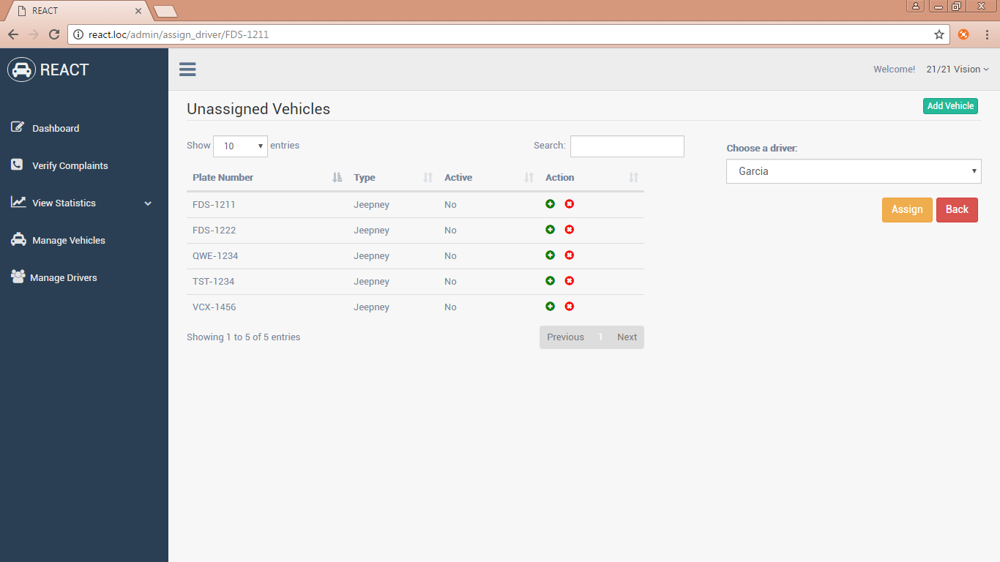 REACT
react.loc/admin/assign_driver/FDS-1211
REACT
Welcome! 21/21 Vision
Dashboard
Verify Complaints
View Statistics
Manage Vehicles
Manage Drivers
Unassigned Vehicles
Add Vehicle
Show 10 entries
Search:
Plate Number Type Active Action
FDS-1211 Jeepney No
FDS-1222 Jeepney No
QWE-1234 Jeepney No
TST-1234 Jeepney No
VCX-1456 Jeepney No
Showing 1 to 5 of 5 entries
Previous 1 Next
Choose a driver:
Garcia
Assign Back